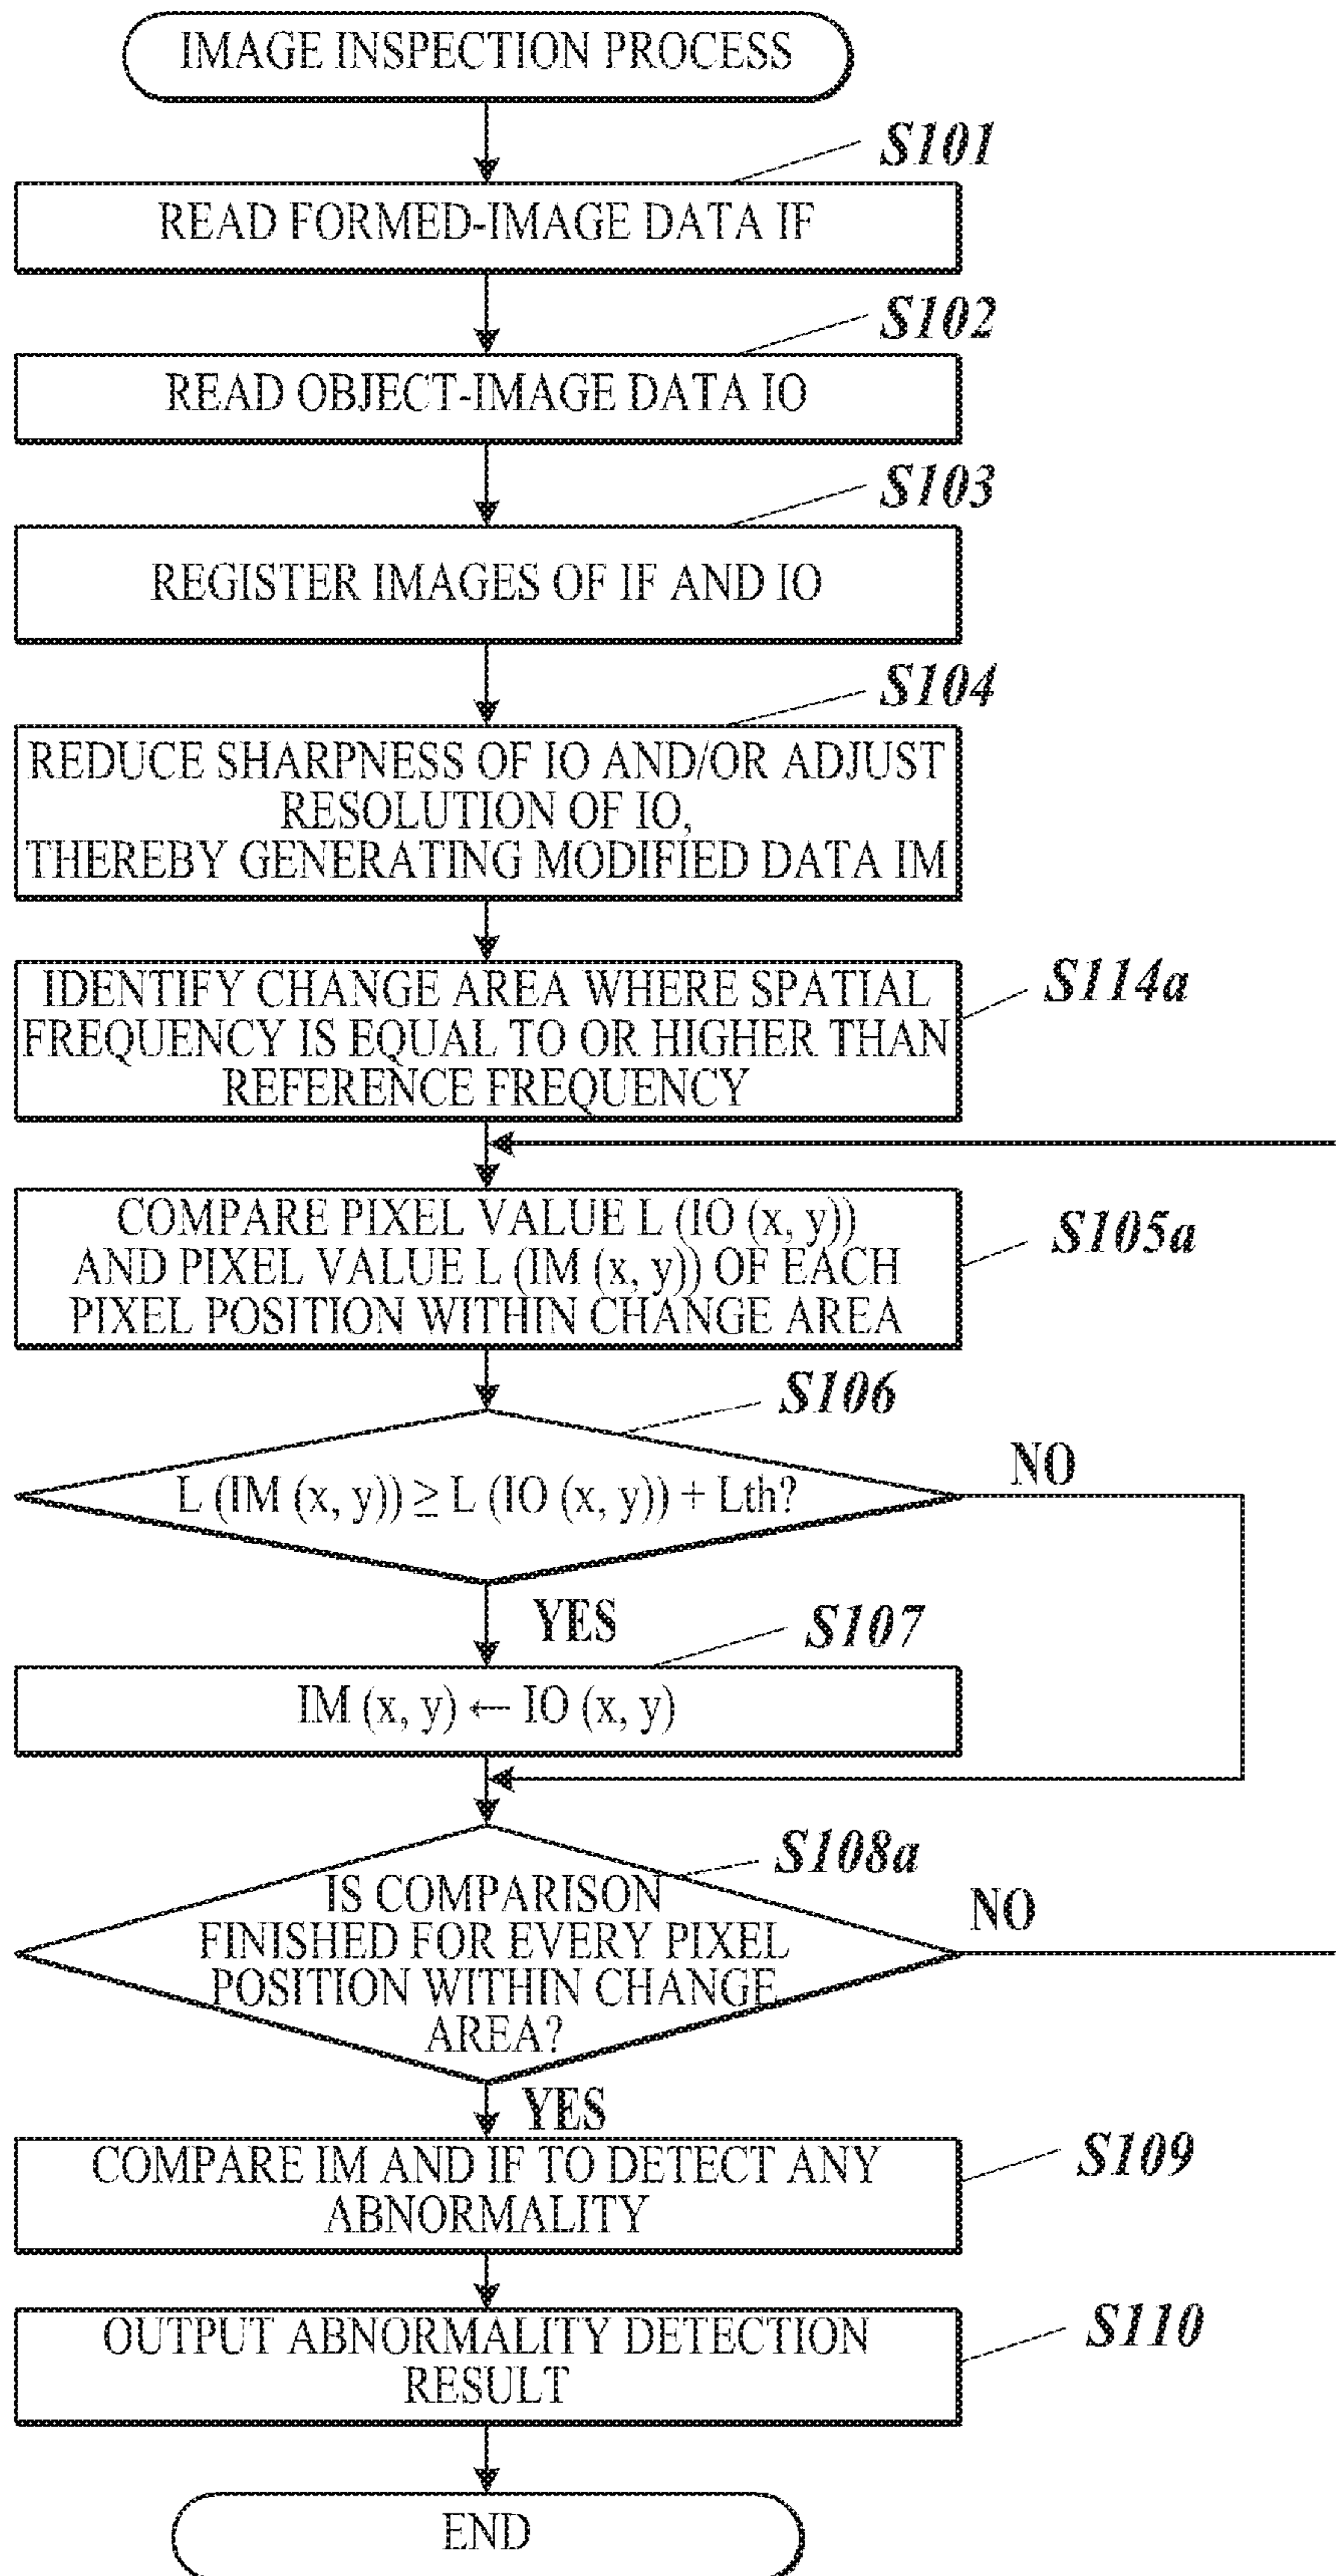 IMAGE INSPECTION PROCESS
S101
READ FORMED-IMAGE DATA IF
S102
READ OBJECT-IMAGE DATA IO
S103
REGISTER IMAGES OF IF AND IO
S104
REDUCE SHARPNESS OF IO AND/OR ADJUST
RESOLUTION OF IO,
THEREBY GENERATING MODIFIED DATA IM
S114a
IDENTIFY CHANGE AREA WHERE SPATIAL
FREQUENCY IS EQUAL TO OR HIGHER THAN
REFERENCE FREQUENCY
S105a
COMPARE PIXEL VALUE L (IO (x, y))
AND PIXEL VALUE L (IM (x, y)) OF EACH
PIXEL POSITION WITHIN CHANGE AREA
S106
L (IM (x, y)) ≥ L (IO (x, y)) + Lth?
NO
YES
S107
IM (x, y) ← IO (x, y)
S108a
IS COMPARISON
FINISHED FOR EVERY PIXEL
POSITION WITHIN CHANGE
AREA?
NO
YES
S109
COMPARE IM AND IF TO DETECT ANY
ABNORMALITY
S110
OUTPUT ABNORMALITY DETECTION
RESULT
END